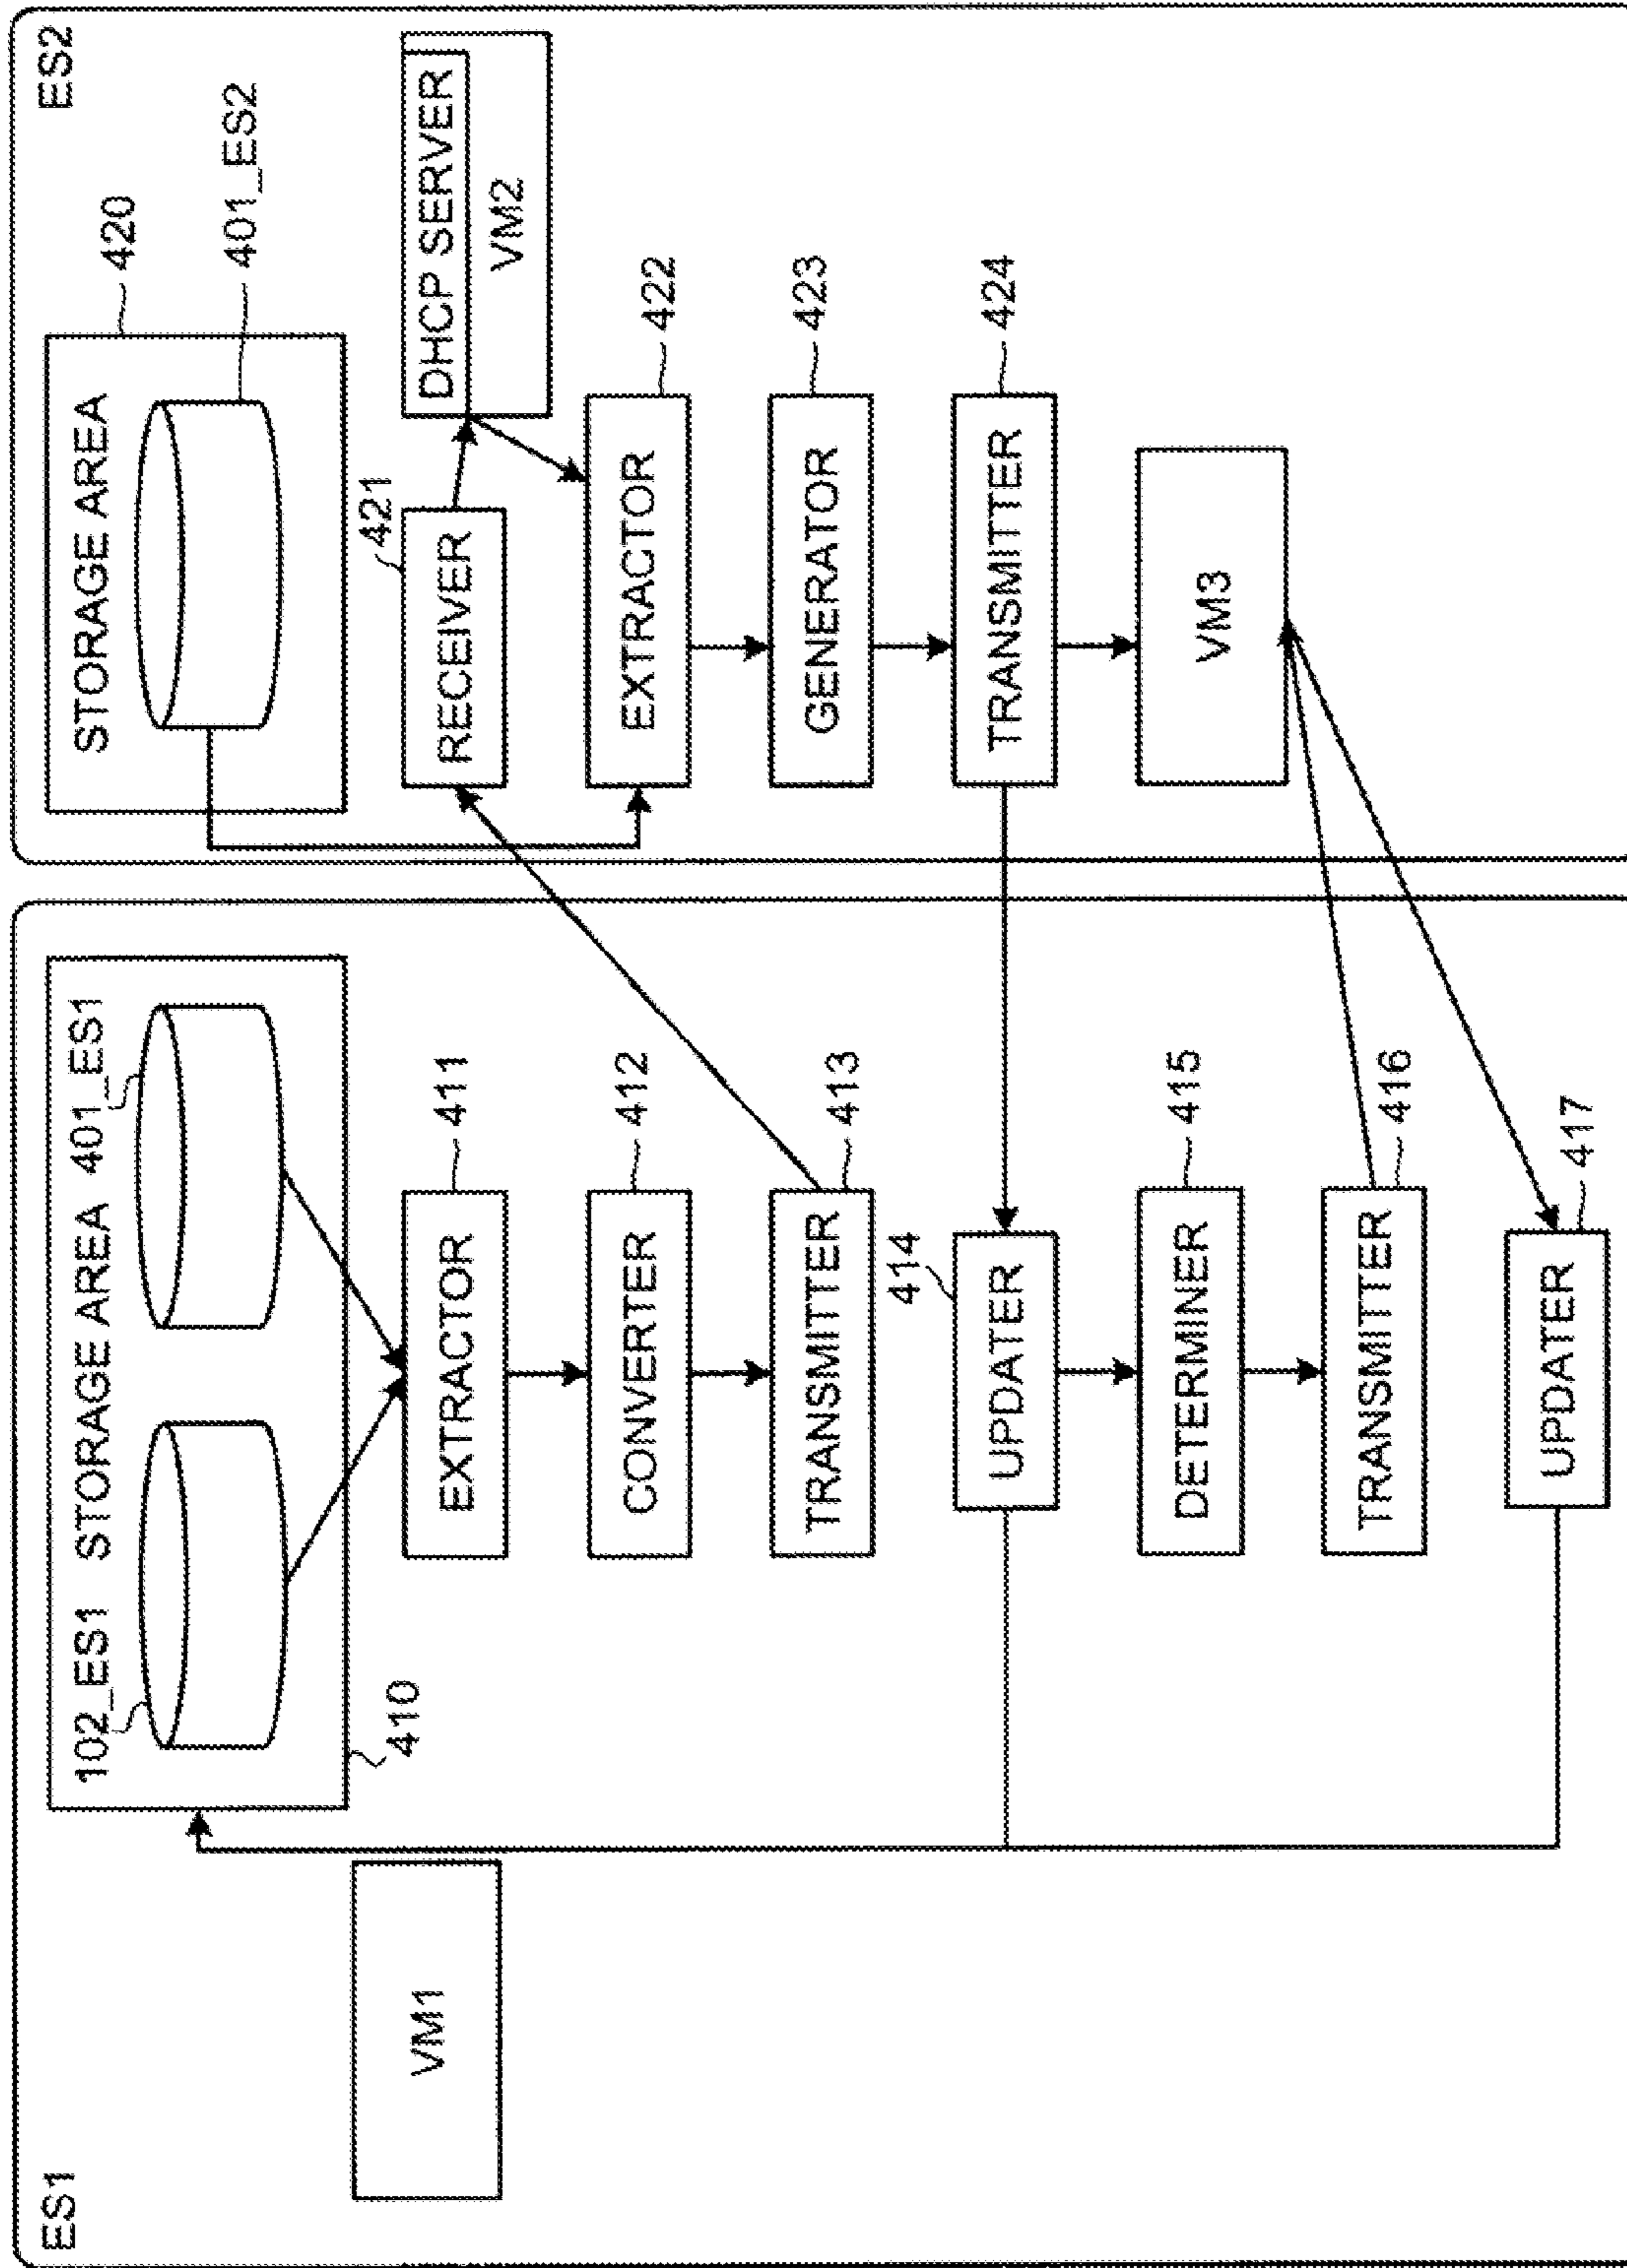 ES1
VM1
102_ES1 STORAGE AREA 401_ES1
410
EXTRACTOR
411
CONVERTER
412
TRANSMITTER
413
414
UPDATER
DETERMINER
415
TRANSMITTER
416
UPDATER
417
ES2
420
STORAGE AREA
401_ES2
421
RECEIVER
DHCP SERVER
VM2
EXTRACTOR
422
GENERATOR
423
TRANSMITTER
424
VM3